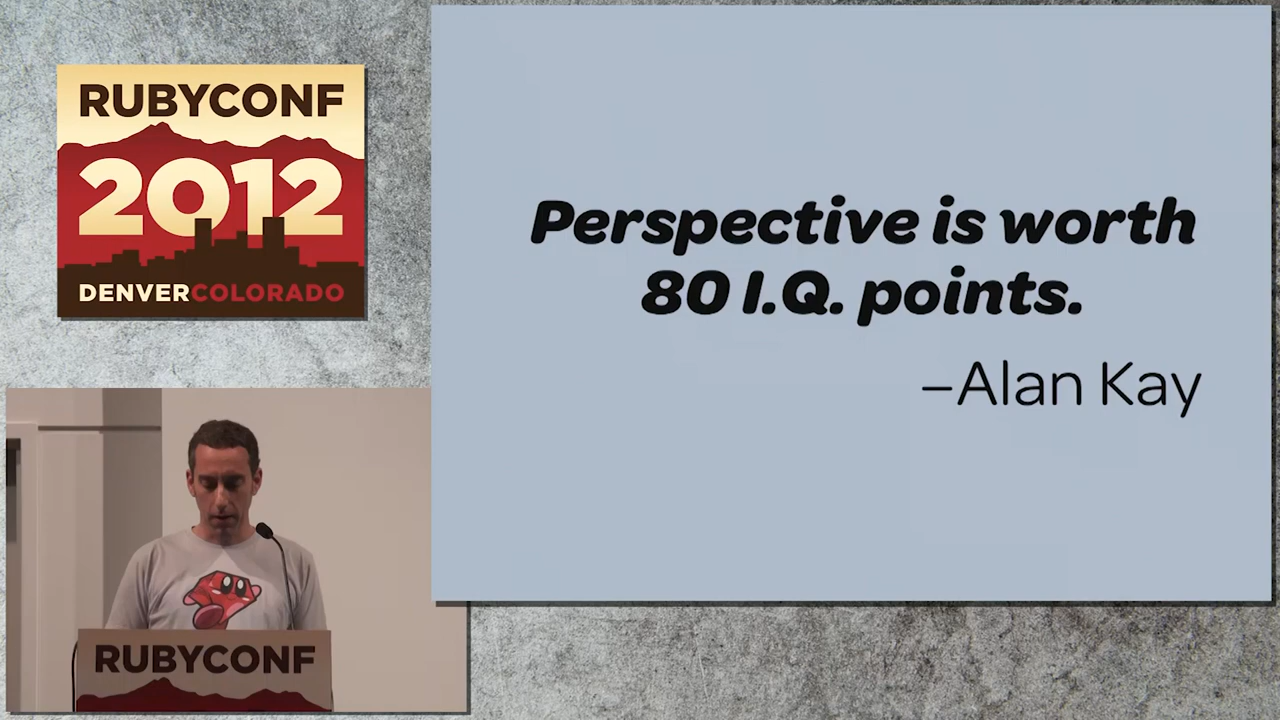 RUBYCONF
2012
DENVERCOLORADO
Perspective is worth
80 I.Q. points.
–Alan Kay
RUBYCONF